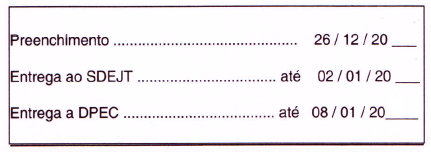 Preenchimento ............................................ 26 / 12 / 20 ___
Entrega ao SDEJT ................................. até 02 / 01 / 20 ___
Entrega a DPEC .................................... até 08 / 01 / 20____